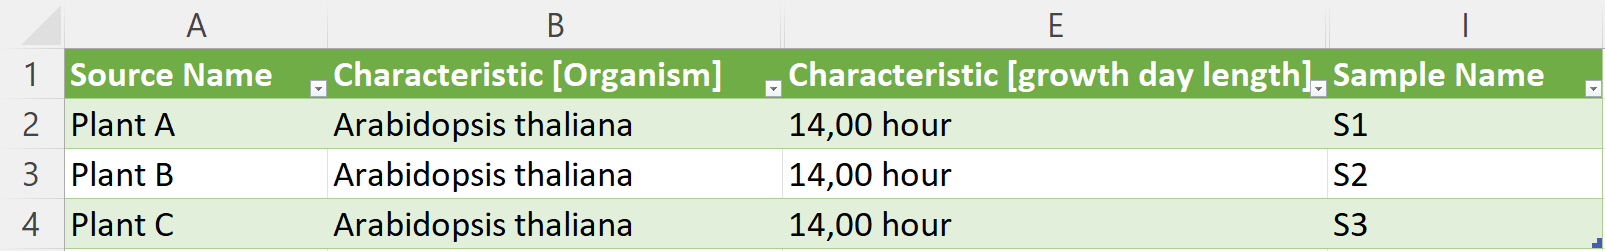 A B E I
1 Source Name Characteristic [Organism] Characteristic [growth day length] Sample Name
2 Plant A Arabidopsis thaliana 14,00 hour S1
3 Plant B Arabidopsis thaliana 14,00 hour S2
4 Plant C Arabidopsis thaliana 14,00 hour S3